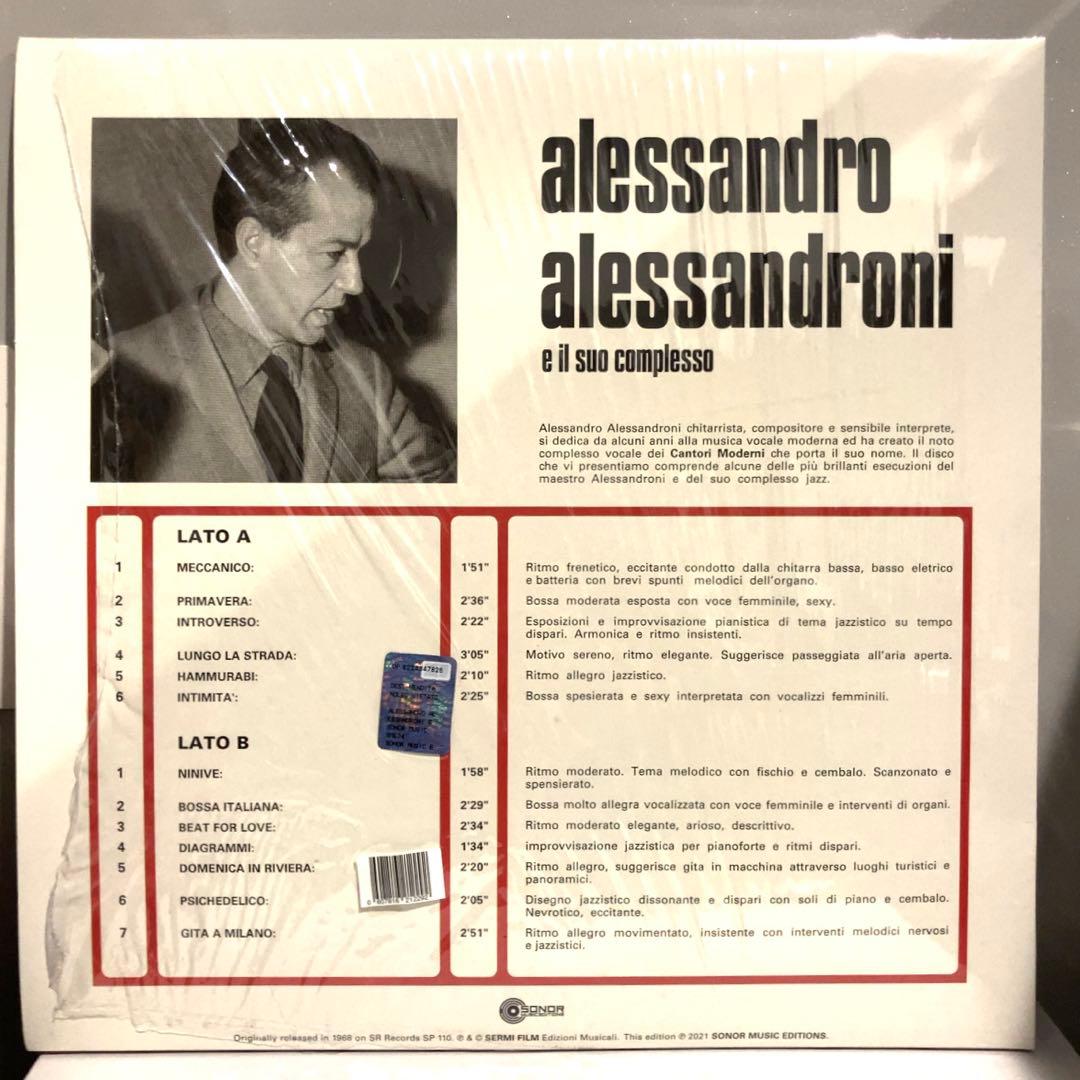 alessandro
alessandroni
e il suo complesso
Alessandro Alessandroni chitarrista, compositore e sensibile interprete,
si dedica da alcuni anni alla musica vocale moderna ed ha creato il noto
complesso vocale dei Cantori Moderni che porta il suo nome. Il disco
che vi presentiamo comprende alcune delle più brillanti esecuzioni del
maestro Alessandroni e del suo complesso jazz.
LATO A
1 MECCANICO: 1'51" Ritmo frenetico, eccitante condotto dalla chitarra bassa, basso eletrico
e batteria con brevi spunti melodici dell'organo.
2 PRIMAVERA: 2'36" Bossa moderata esposta con voce femminile, sexy.
3 INTROVERSO: 2'22" Esposizioni e improvvisazione pianistica di tema jazzistico su tempo
dispari. Armonica e ritmo insistenti.
4 LUNGO LA STRADA: 3'05" Motivo sereno, ritmo elegante. Suggerisce passeggiata all'aria aperta.
5 HAMMURABI: 2'10" Ritmo allegro jazzistico.
6 INTIMITA': 2'25" Bossa spesierata e sexy interpretata con vocalizzi femminili.
LATO B
1 NINIVE: 1'58" Ritmo moderato. Tema melodico con fischio e cembalo. Scanzonato e
spensierato.
2 BOSSA ITALIANA: 2'29" Bossa molto allegra vocalizzata con voce femminile e interventi di organi.
3 BEAT FOR LOVE: 2'34" Ritmo moderato elegante, arioso, descrittivo.
4 DIAGRAMMI: 1'34" improvvisazione jazzistica per pianoforte e ritmi dispari.
5 DOMENICA IN RIVIERA: 2'20" Ritmo allegro, suggerisce gita in macchina attraverso luoghi turistici e
panoramici.
6 PSICHEDELICO: 2'05" Disegno jazzistico dissonante e dispari con soli di piano e cembalo.
Nevrotico, eccitante.
7 GITA A MILANO: 2'51" Ritmo allegro movimentato, insistente con interventi melodici nervosi
e jazzistici.
SONOR
Originally released in 1968 on SR Records SP 110. ℗ & © SERMI FILM Edizioni Musicali. This edition ℗ 2021 SONOR MUSIC EDITIONS.